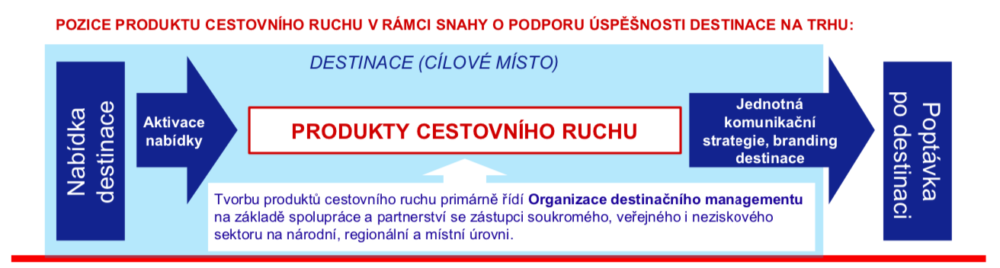 POZICE PRODUKTU CESTOVNÍHO RUCHU V RÁMCI SNAHY O PODPORU ÚSPĚŠNOSTI DESTINACE NA TRHU:
DESTINACE (CÍLOVÉ MÍSTO)
Nabídka
destinace
Aktivace
nabídky
PRODUKTY CESTOVNÍHO RUCHU
Jednotná
komunikační
strategie, branding
destinace
Poptávka
po destinaci
Tvorbu produktů cestovního ruchu primárně řídí Organizace destinačního managementu
na základě spolupráce a partnerství se zástupci soukromého, veřejného i neziskového
sektoru na národní, regionální a místní úrovni.